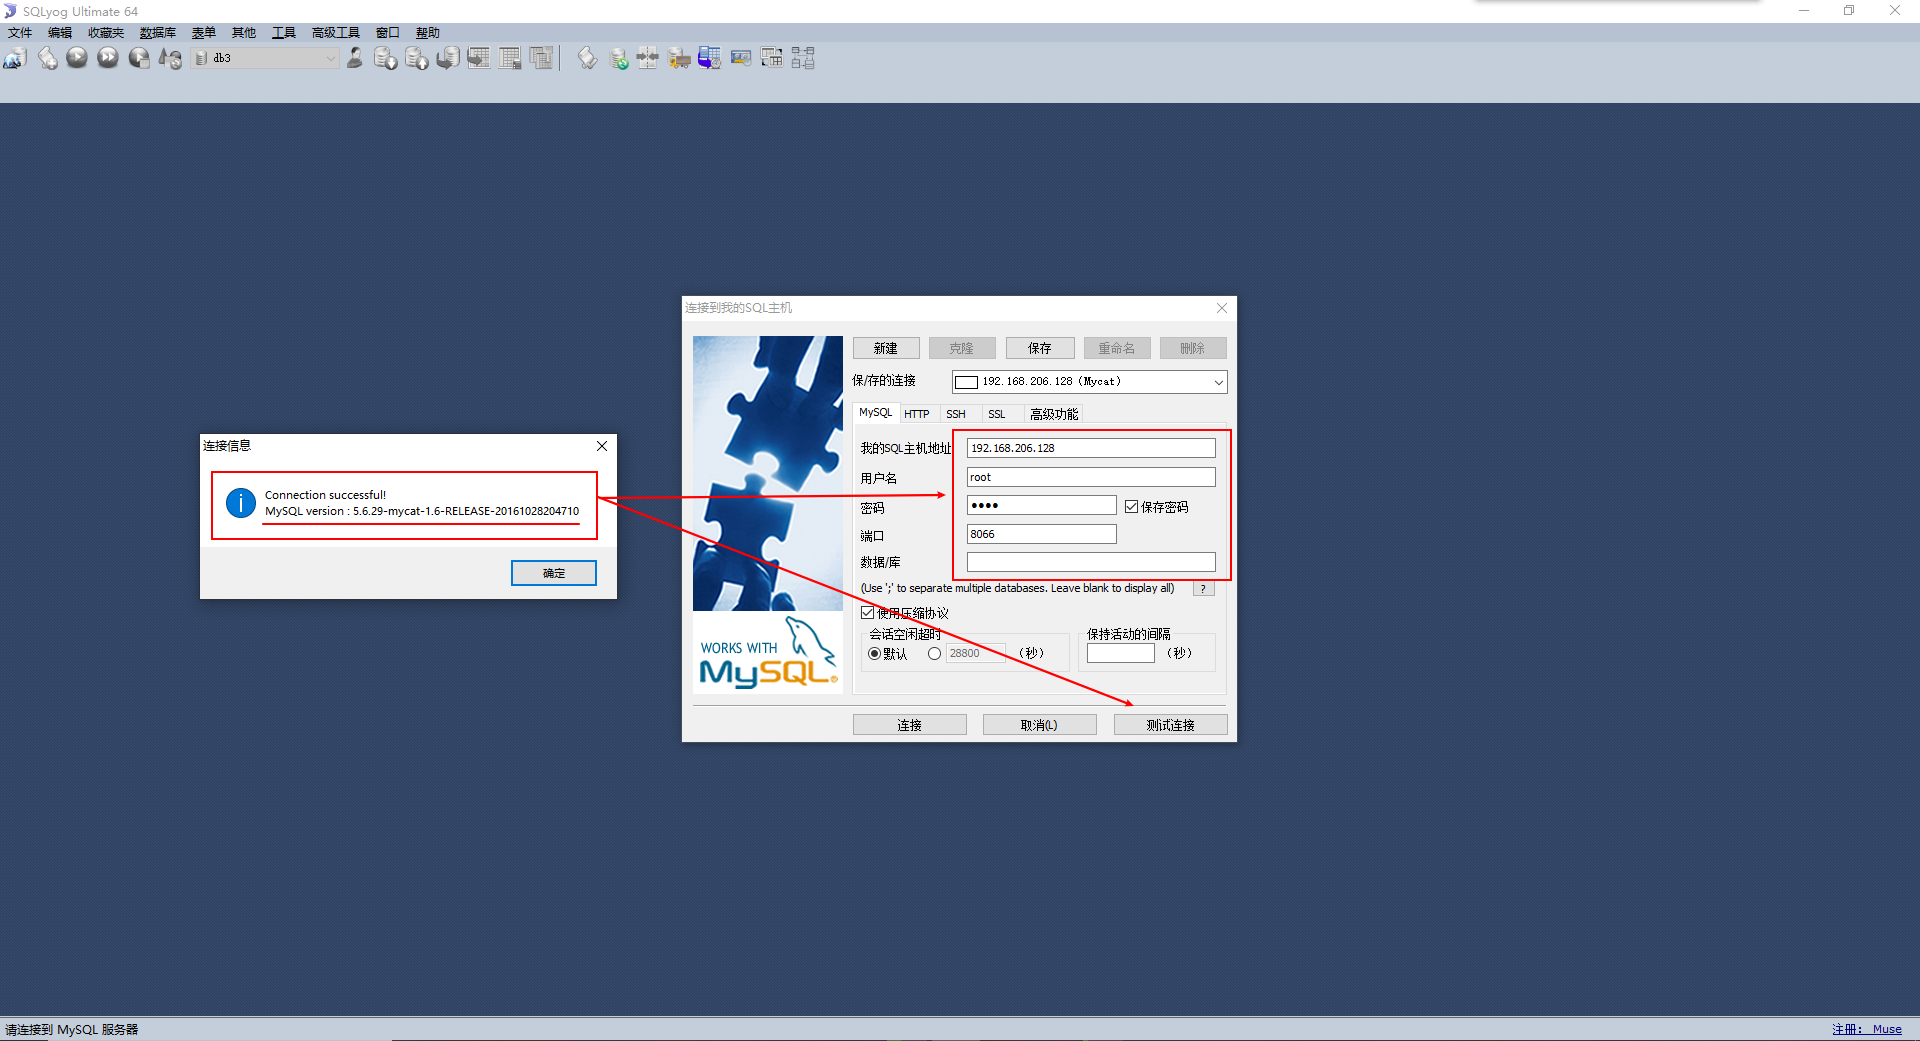 SQLyog Ultimate 64
文件 编辑 收藏夹 数据库 表单 其他 工具 高级工具 窗口 帮助
db3
连接到我的SQL主机
新建 克隆 保存 重命名 删除
保/存的连接 192.168.206.128 (Mycat)
MySQL HTTP SSH SSL 高级功能
我的SQL主机地址 192.168.206.128
用户名 root
密码 •••• 保存密码
端口 8066
数据/库
(Use ';' to separate multiple databases. Leave blank to display all) ?
使用压缩协议
会话空闲超时 保持活动的间隔
默认 28800 (秒) (秒)
WORKS WITH
MySQL®
连接 取消(L) 测试连接
连接信息
Connection successful!
MySQL version : 5.6.29-mycat-1.6-RELEASE-20161028204710
确定
请连接到 MySQL 服务器 注册: Muse